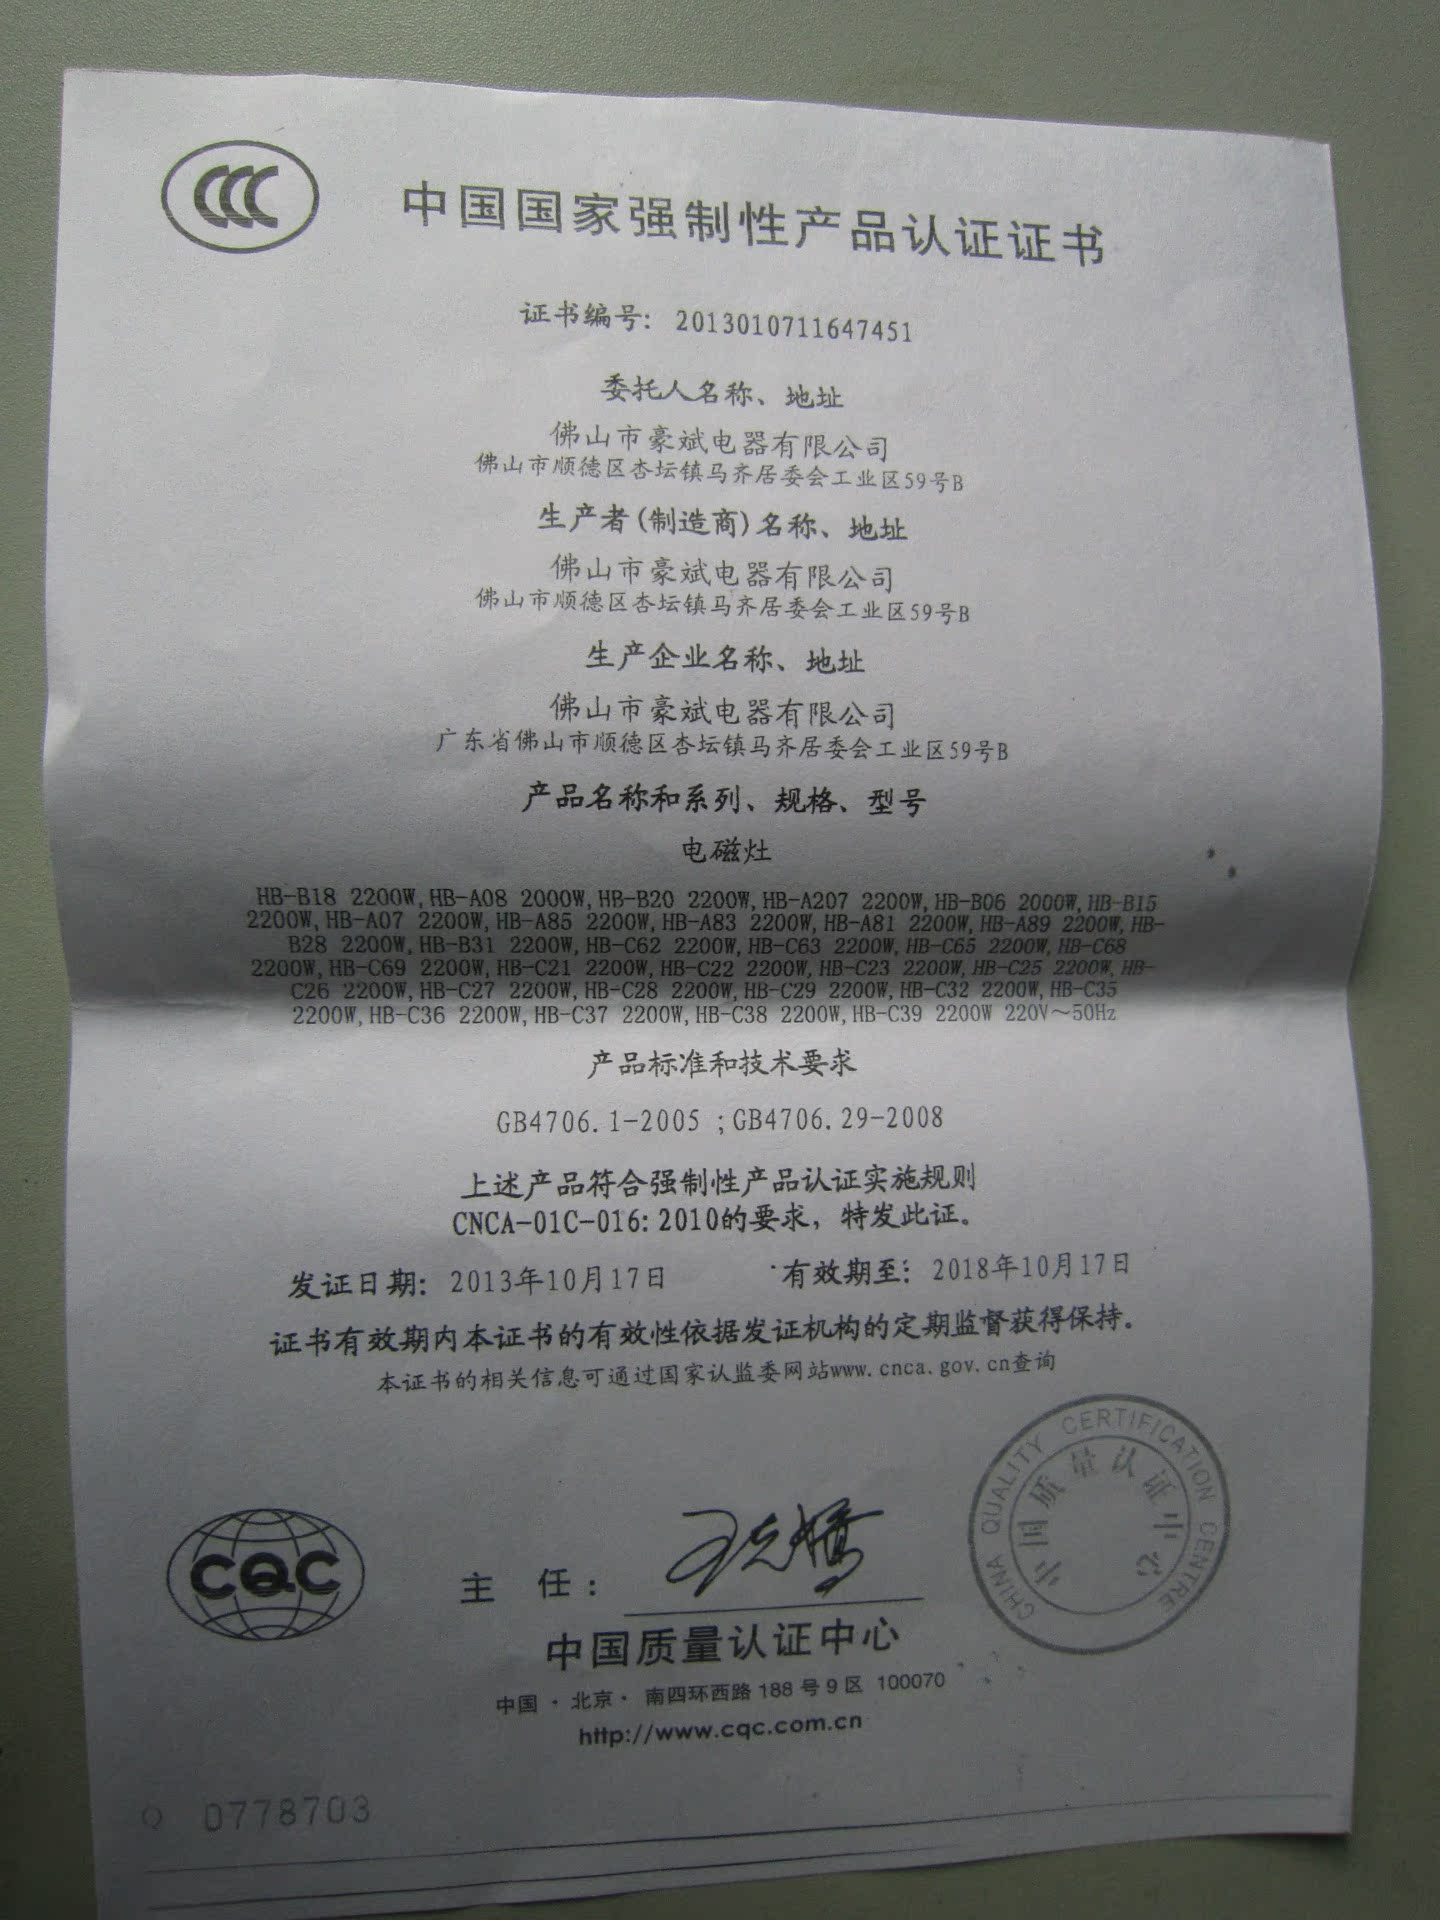 CCC
中国国家强制性产品认证证书
证书编号: 2013010711647451
委托人名称、地址
佛山市豪斌电器有限公司
佛山市顺德区杏坛镇马齐居委会工业区59号B
生产者(制造商)名称、地址
佛山市豪斌电器有限公司
佛山市顺德区杏坛镇马齐居委会工业区59号B
生产企业名称、地址
佛山市豪斌电器有限公司
广东省佛山市顺德区杏坛镇马齐居委会工业区59号B
产品名称和系列、规格、型号
电磁灶
HB-B18 2200W,HB-A08 2000W,HB-B20 2200W,HB-A207 2200W,HB-B06 2000W,HB-B15
2200W,HB-A07 2200W,HB-A85 2200W,HB-A83 2200W,HB-A81 2200W,HB-A89 2200W,HB-
B28 2200W,HB-B31 2200W,HB-C62 2200W,HB-C63 2200W,HB-C65 2200W,HB-C68
2200W,HB-C69 2200W,HB-C21 2200W,HB-C22 2200W,HB-C23 2200W,HB-C25 2200W,HB-
C26 2200W,HB-C27 2200W,HB-C28 2200W,HB-C29 2200W,HB-C32 2200W,HB-C35
2200W,HB-C36 2200W,HB-C37 2200W,HB-C38 2200W,HB-C39 2200W 220V～50Hz
产品标准和技术要求
GB4706.1-2005 ;GB4706.29-2008
上述产品符合强制性产品认证实施规则
CNCA-01C-016:2010的要求，特发此证。
发证日期: 2013年10月17日 有效期至: 2018年10月17日
证书有效期内本证书的有效性依据发证机构的定期监督获得保持。
本证书的相关信息可通过国家认监委网站www.cnca.gov.cn查询
CHINA QUALITY CERTIFICATION CENTRE
中国质量认证中心
CQC
主 任: 王克娇
中国质量认证中心
中国·北京·南四环西路188号9区 100070
http://www.cqc.com.cn
0778703